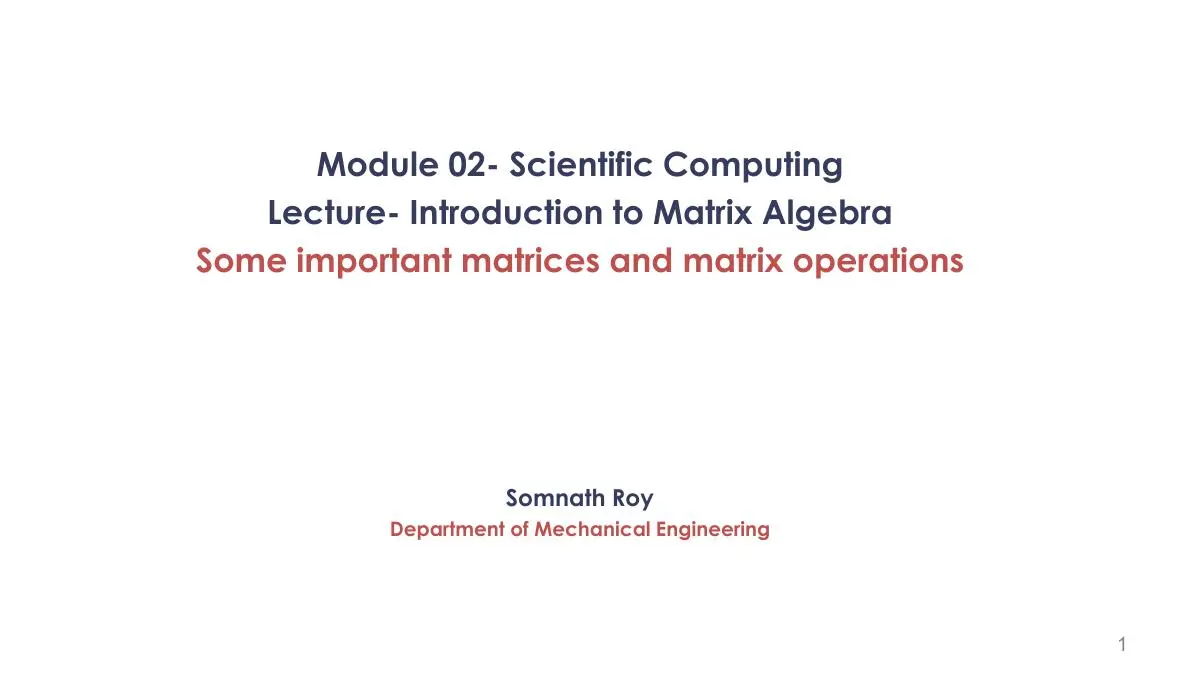 Module 02- Scientific Computing
Lecture- Introduction to Matrix Algebra
Some important matrices and matrix operations
Somnath Roy
Department of Mechanical Engineering
1